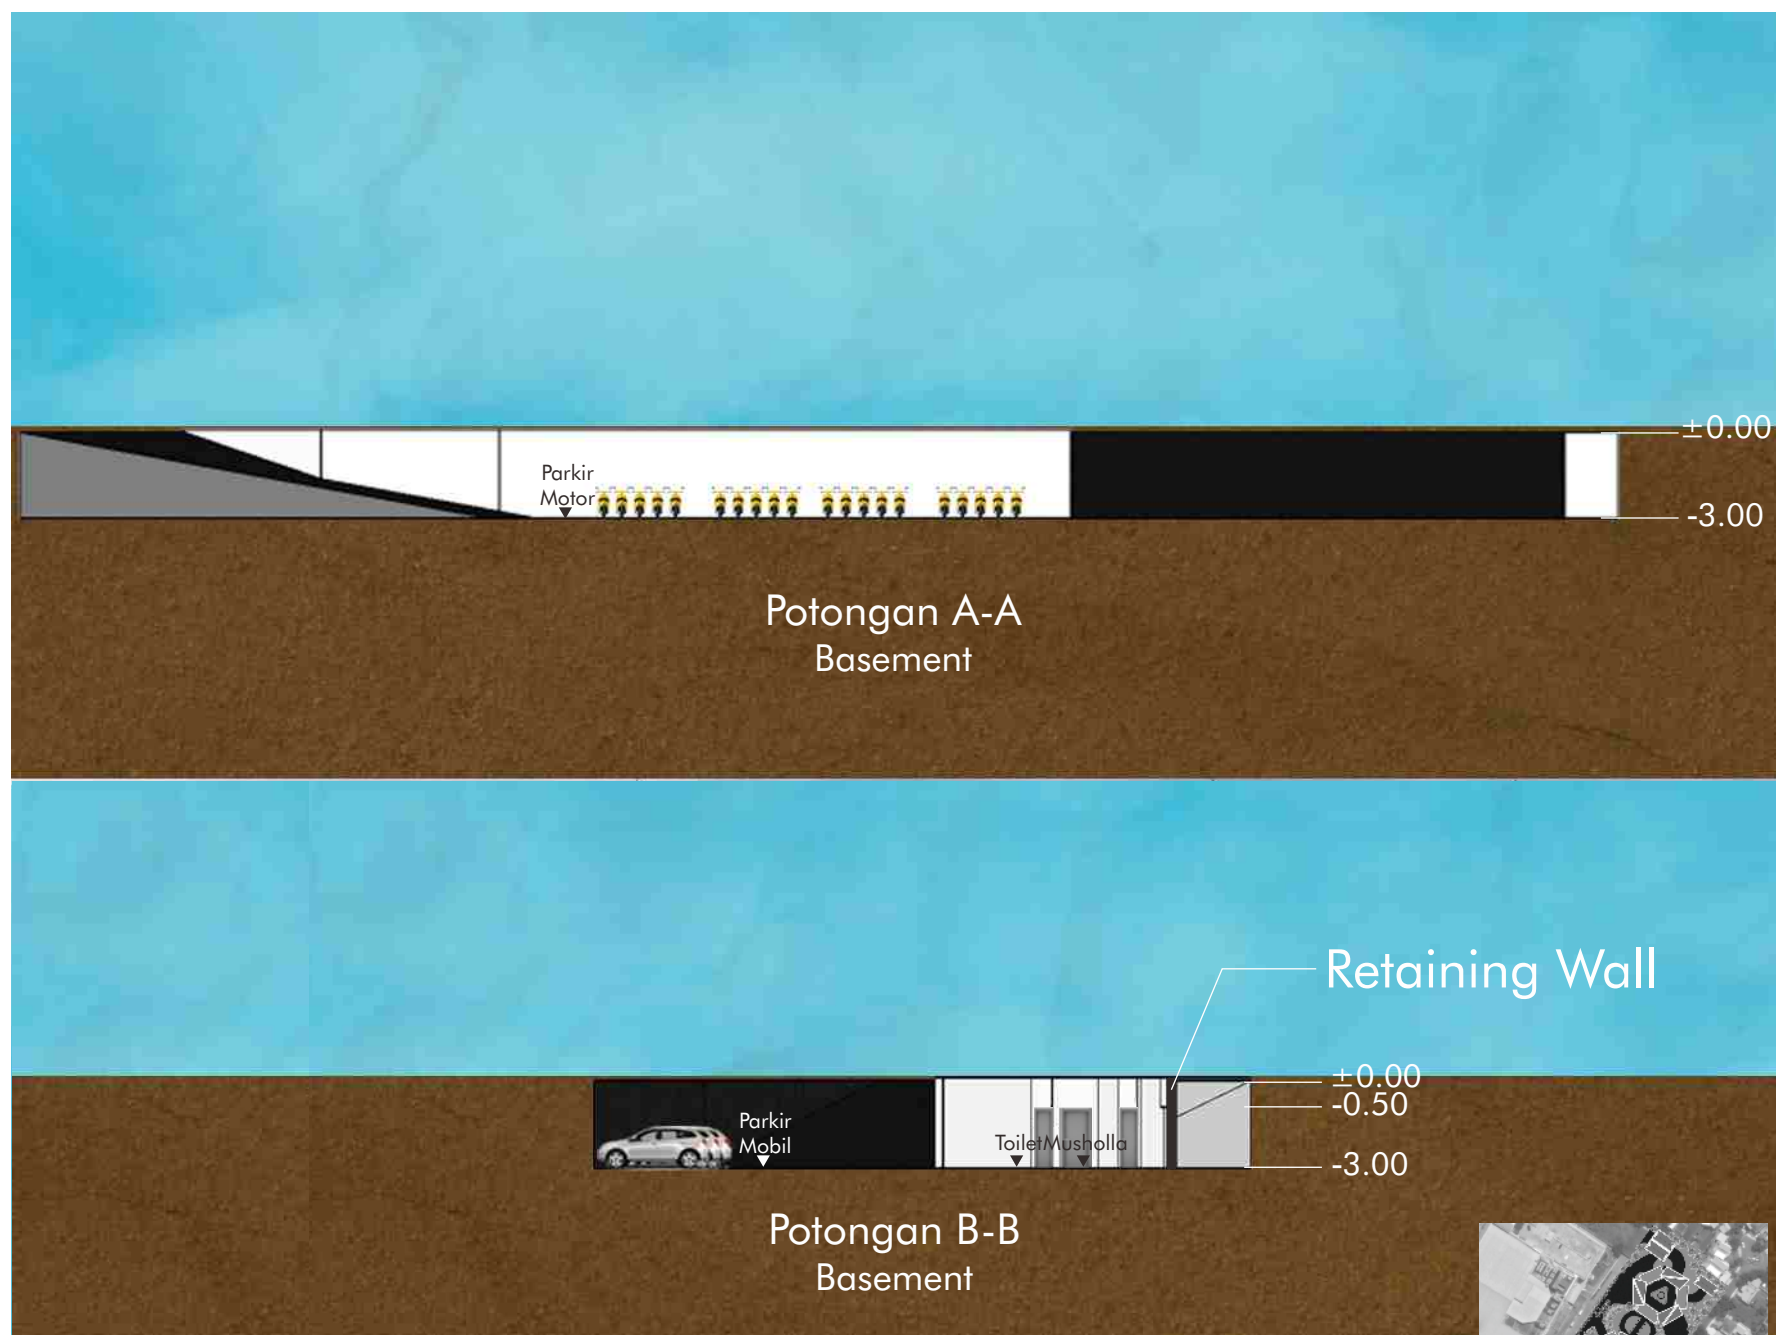 ±0.00
Parkir
Motor
-3.00
Potongan A-A
Basement
Retaining Wall
±0.00
-0.50
Parkir
Mobil
Toilet Musholla
-3.00
Potongan B-B
Basement